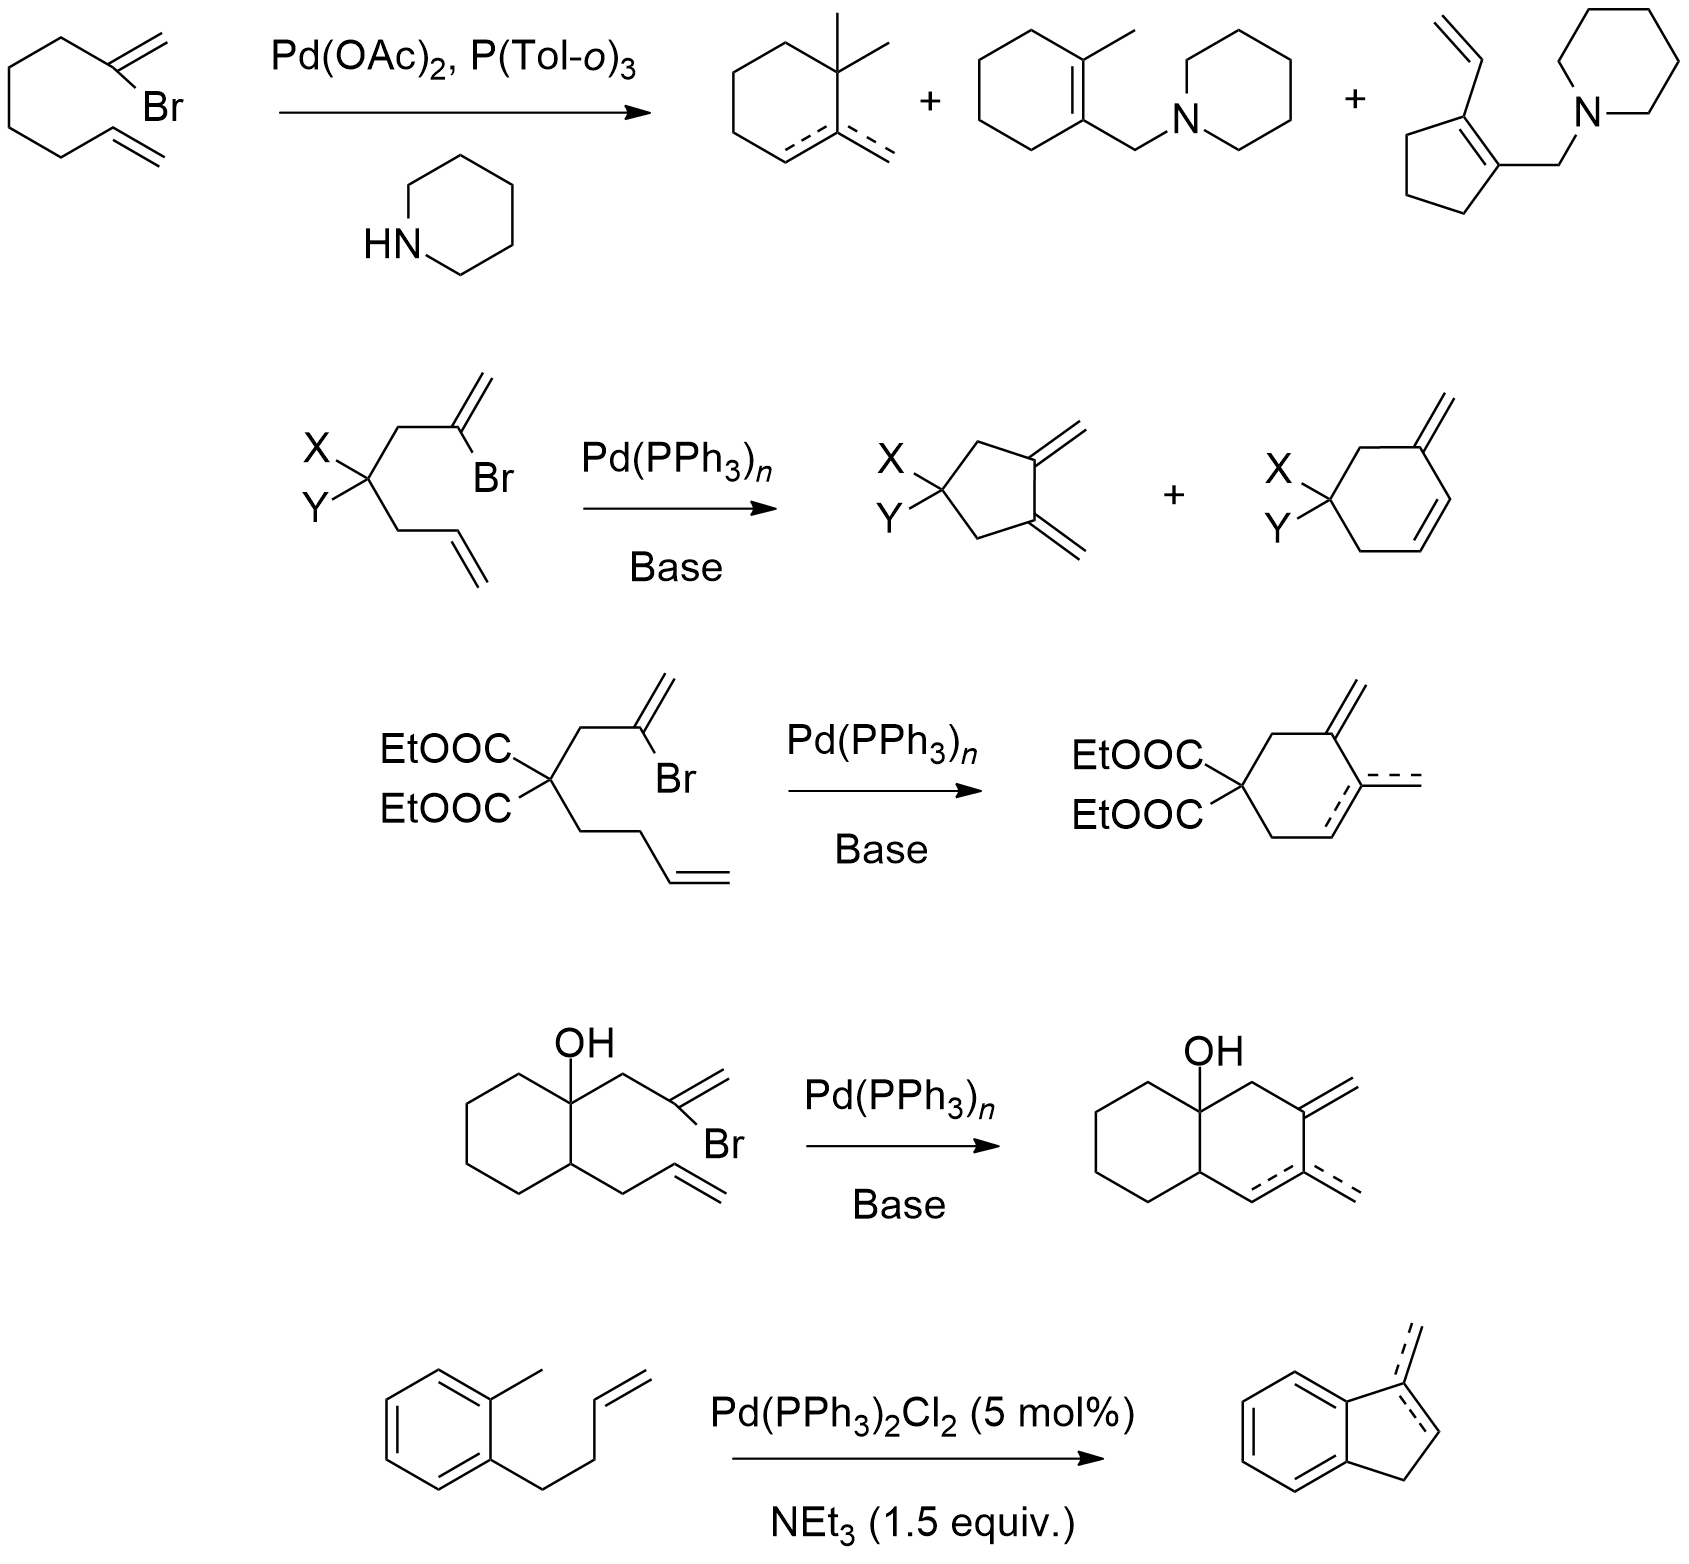 Pd(OAc)2, P(Tol-o)3
Br
HN
+
N
+
N
X
Y
Br
Pd(PPh3)n
Base
X
Y
+
X
Y
EtOOC
EtOOC
Br
Pd(PPh3)n
Base
EtOOC
EtOOC
OH
Br
Pd(PPh3)n
Base
OH
Pd(PPh3)2Cl2 (5 mol%)
NEt3 (1.5 equiv.)